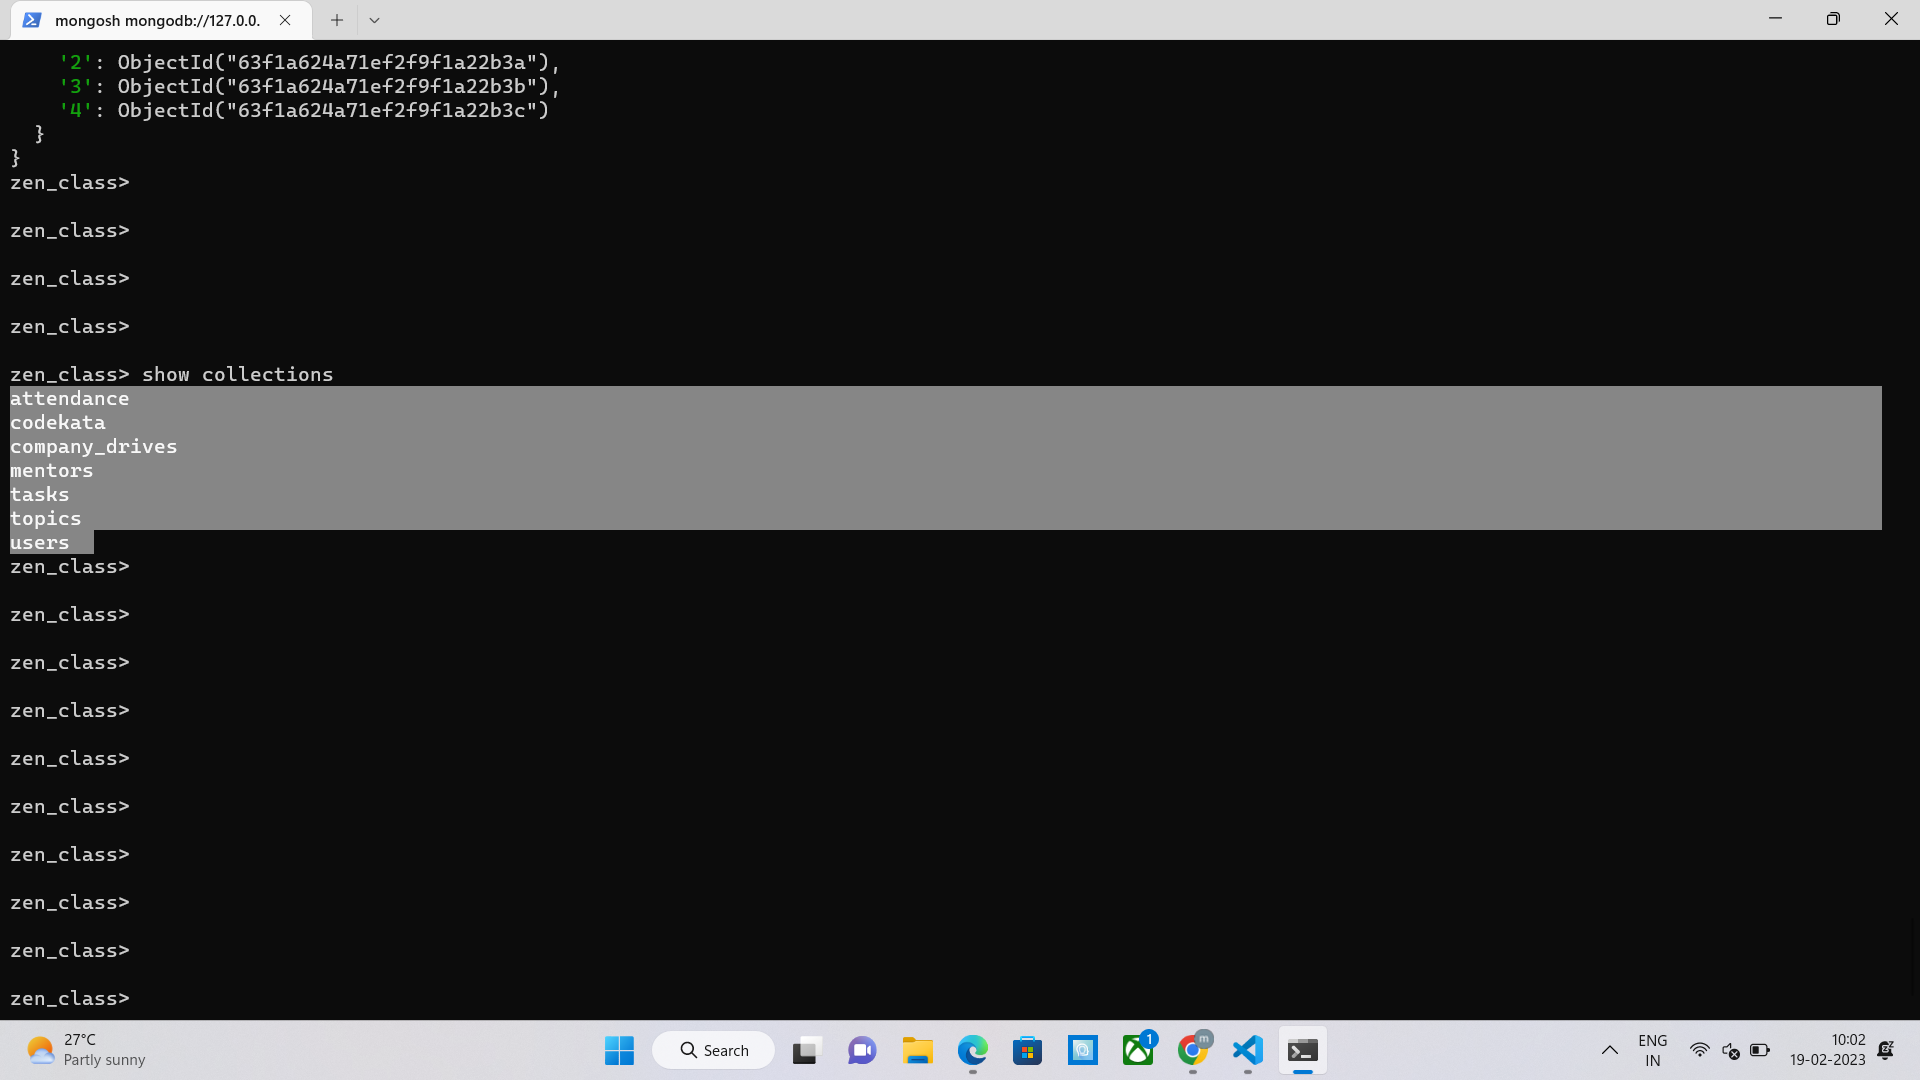 mongosh mongodb://127.0.0.
'2': ObjectId("63f1a624a71ef2f9f1a22b3a"),
'3': ObjectId("63f1a624a71ef2f9f1a22b3b"),
'4': ObjectId("63f1a624a71ef2f9f1a22b3c")
}
}
zen_class>
zen_class>
zen_class>
zen_class>
zen_class> show collections
attendance
codekata
company_drives
mentors
tasks
topics
users
zen_class>
zen_class>
zen_class>
zen_class>
zen_class>
zen_class>
zen_class>
zen_class>
zen_class>
zen_class>
27°C
Partly sunny
Search
1
m
ENG
IN
10:02
19-02-2023